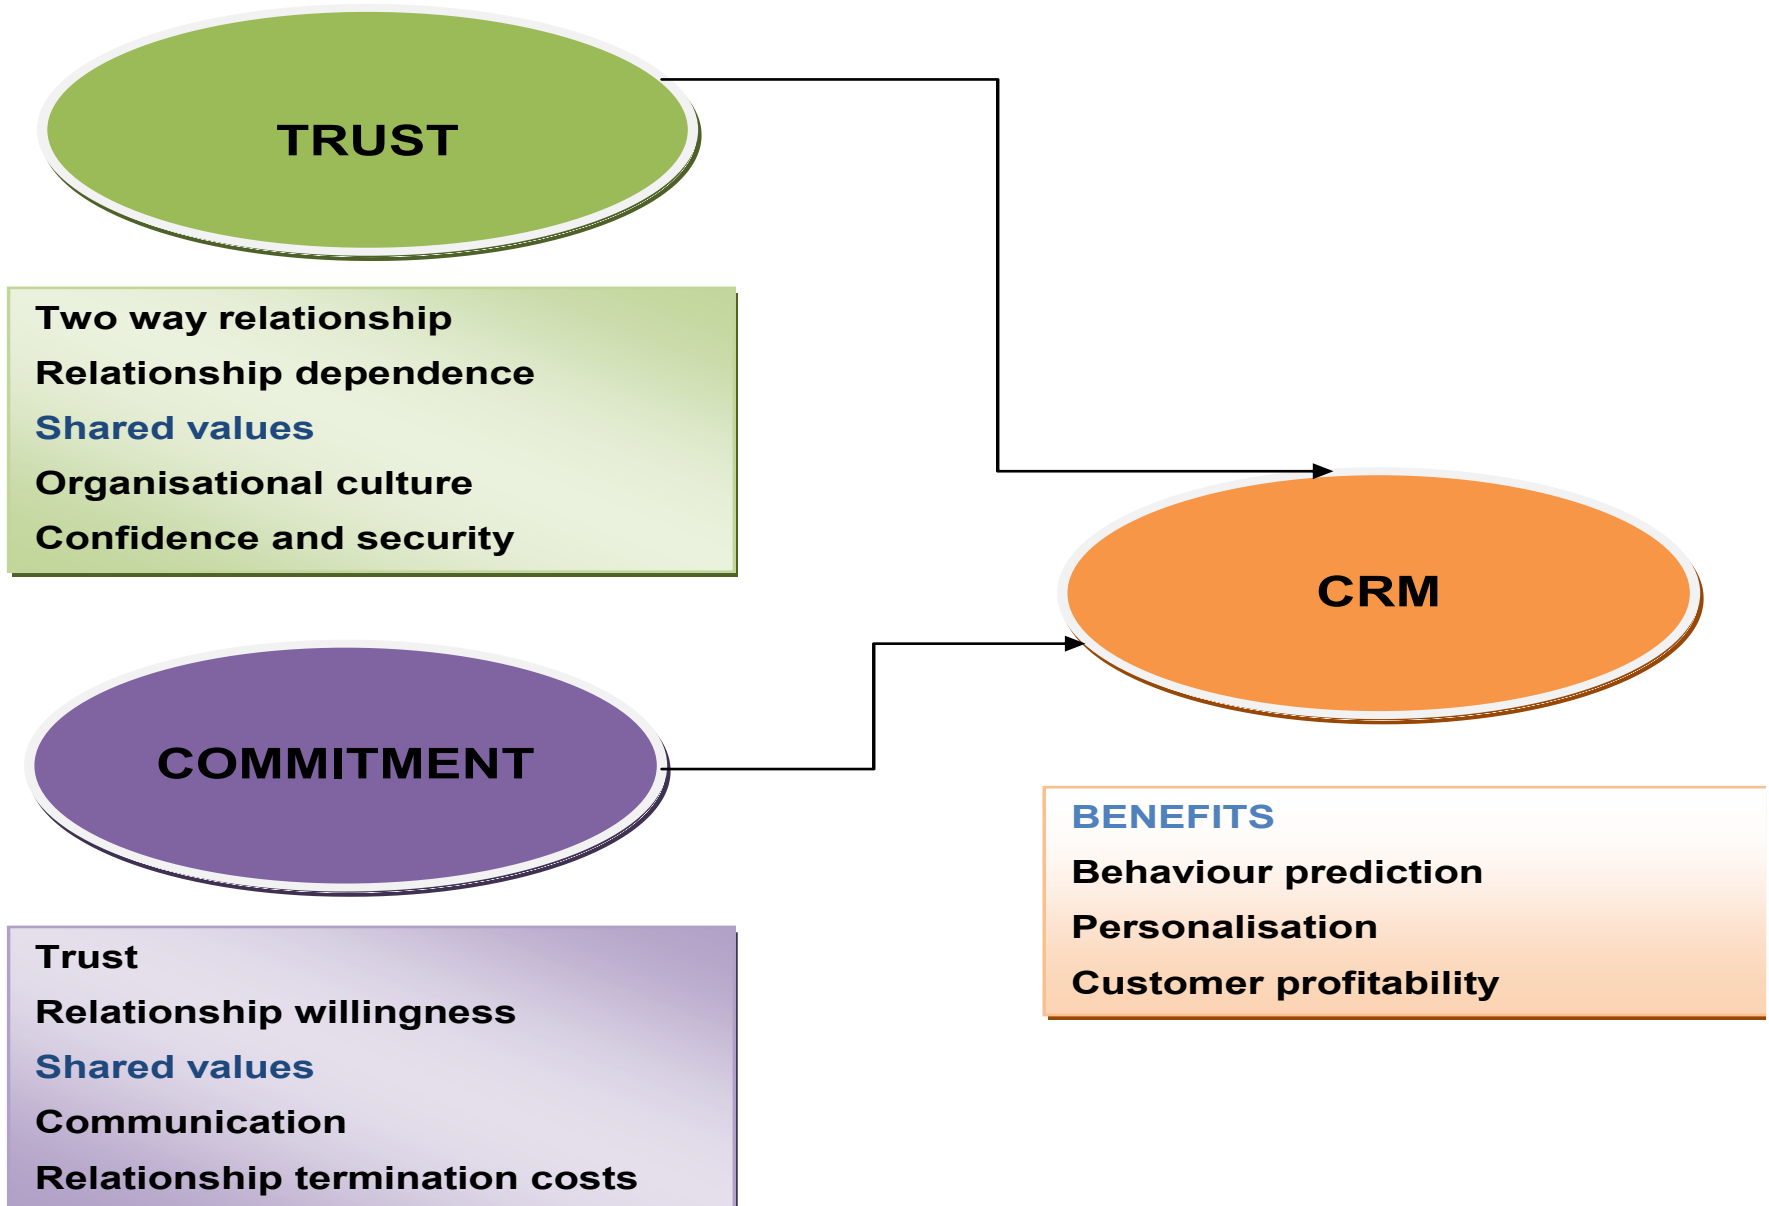 TRUST
Two way relationship
Relationship dependence
Shared values
Organisational culture
Confidence and security
CRM
COMMITMENT
BENEFITS
Behaviour prediction
Personalisation
Customer profitability
Trust
Relationship willingness
Shared values
Communication
Relationship termination costs